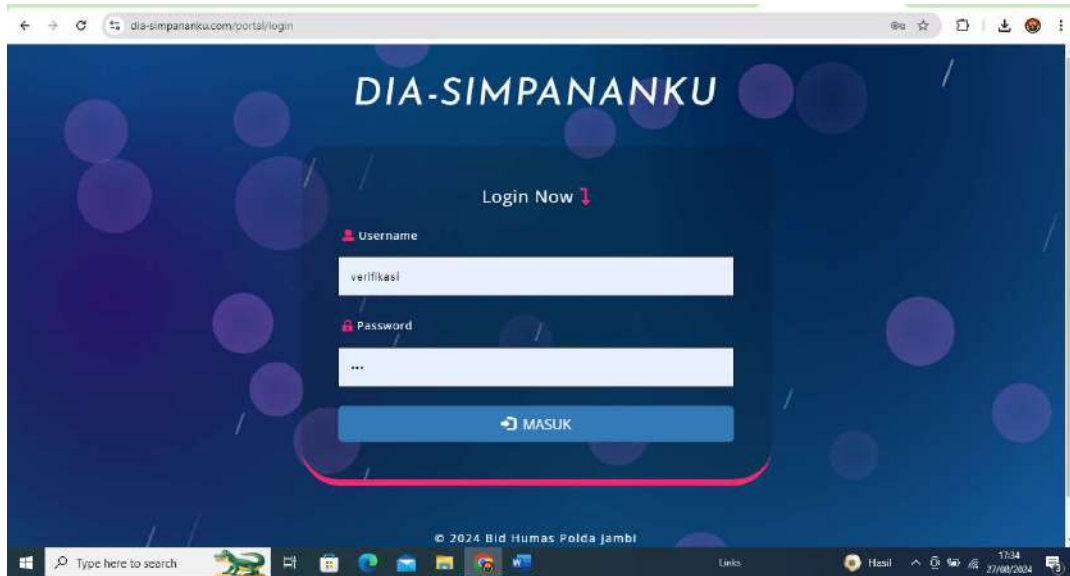 dia-simpananku.com/portal/login
DIA-SIMPANANKU
Login Now
Username
verifikasi
Password
•••
MASUK
© 2024 Bid Humas Polda Jambi
Type here to search
Links
Hasil
17:34
27/08/2024